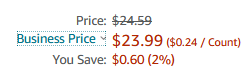 Price: $24.59
Business Price $23.99 ($0.24 / Count)
You Save: $0.60 (2%)